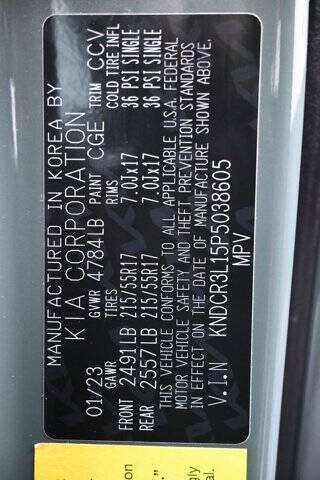 MANUFACTURED IN KOREA BY
KIA CORPORATION
01/23 GVWR 4784LB PAINT CGE TRIM CCV
GAWR TIRES RIMS COLD TIRE INFL
FRONT 2491LB 215/55R17 7.0Jx17 36 PSI SINGLE
REAR 2557LB 215/55R17 7.0Jx17 36 PSI SINGLE
THIS VEHICLE CONFORMS TO ALL APPLICABLE U.S.A. FEDERAL
MOTOR VEHICLE SAFETY AND THEFT PREVENTION STANDARDS
IN EFFECT ON THE DATE OF MANUFACTURE SHOWN ABOVE.
V.I.N KNDCR3L15P5038605
MPV
on
."
gly
al.